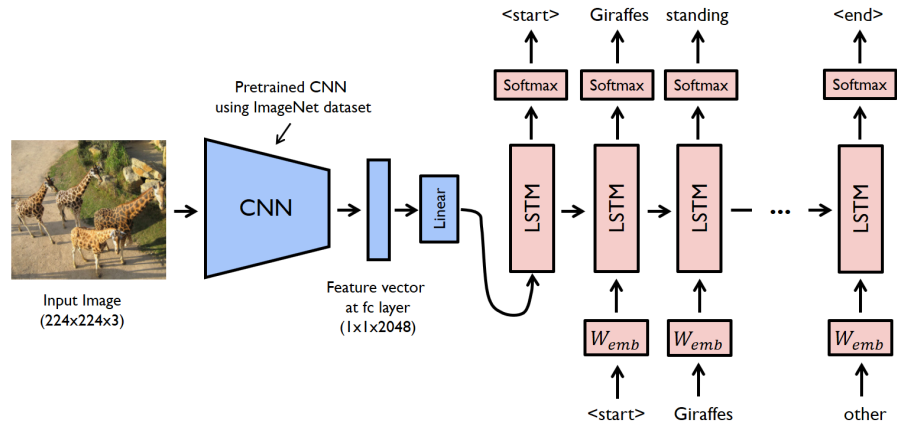 <start>
Giraffes
standing
<end>
Softmax
Softmax
Softmax
Softmax
Pretrained CNN
using ImageNet dataset
CNN
Linear
LSTM
LSTM
LSTM
...
LSTM
Input Image
(224x224x3)
Feature vector
at fc layer
(1x1x2048)
W_emb
W_emb
W_emb
<start>
Giraffes
other